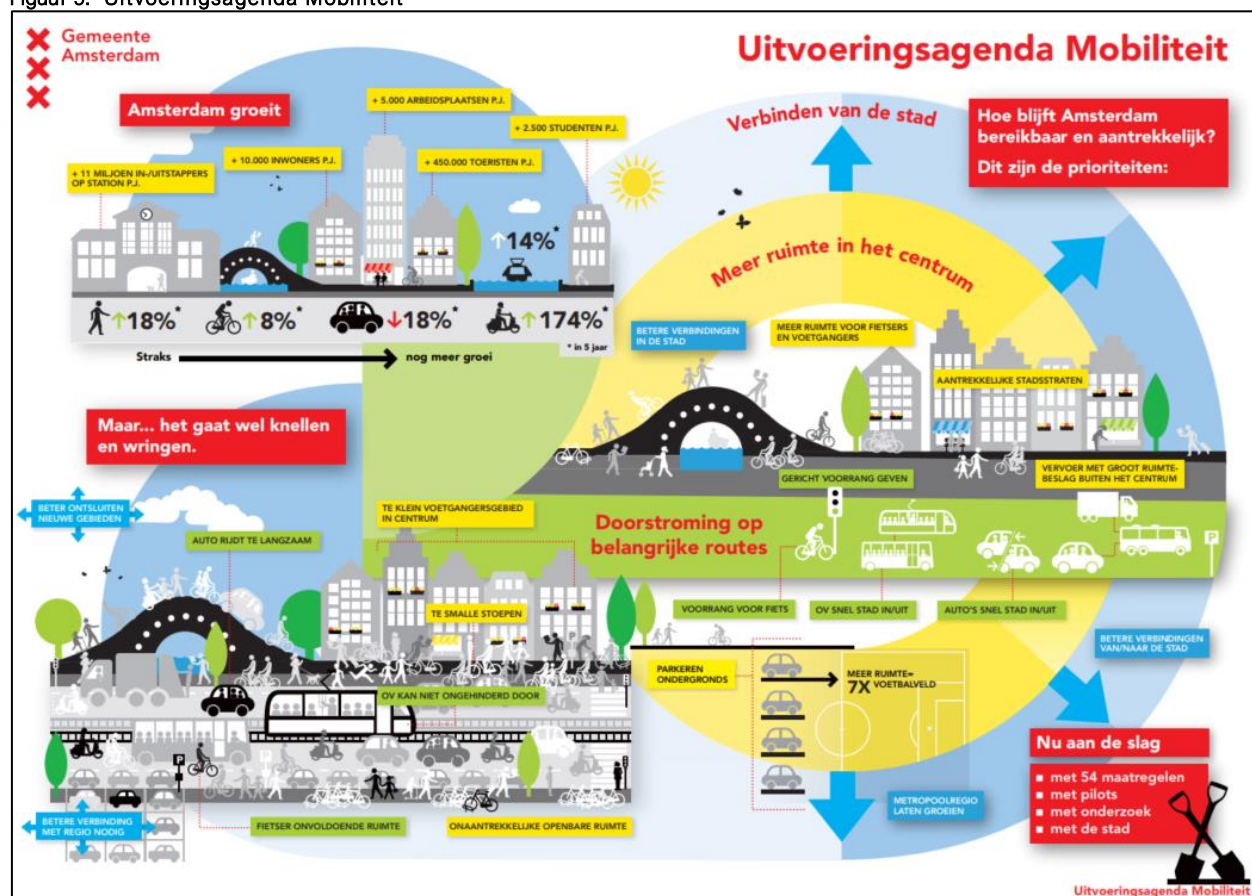 Figuur 3. Uitvoeringsagenda Mobiliteit
Gemeente
Amsterdam
Uitvoeringsagenda Mobiliteit
Amsterdam groeit
+ 5.000 ARBEIDSPLAATSEN P.J.
+ 2.500 STUDENTEN P.J.
+ 10.000 INWONERS P.J.
+ 450.000 TOERISTEN P.J.
+ 11 MILJOEN IN-/UITSTAPPERS
OP STATION P.J.
↑14%*
↑18%*
↑8%*
↓18%*
↑174%*
* in 5 jaar
Straks
nog meer groei
Verbinden van de stad
Hoe blijft Amsterdam
bereikbaar en aantrekkelijk?
Dit zijn de prioriteiten:
Meer ruimte in het centrum
BETERE VERBINDINGEN
IN DE STAD
MEER RUIMTE VOOR FIETSERS
EN VOETGANGERS
AANTREKKELIJKE STADSSTRATEN
GERICHT VOORRANG GEVEN
VERVOER MET GROOT RUIMTE-
BESLAG BUITEN HET CENTRUM
Doorstroming op
belangrijke routes
P
VOORRANG VOOR FIETS
OV SNEL STAD IN/UIT
AUTO'S SNEL STAD IN/UIT
Maar... het gaat wel knellen
en wringen.
BETER ONTSLUITEN
NIEUWE GEBIEDEN
AUTO RIJDT TE LANGZAAM
TE KLEIN VOETGANGERSGEBIED
IN CENTRUM
TE SMALLE STOEPEN
OV KAN NIET ONGEHINDERD DOOR
P
P
BETERE VERBINDING
MET REGIO NODIG
FIETSER ONVOLDOENDE RUIMTE
ONAANTREKKELIJKE OPENBARE RUIMTE
PARKEREN
ONDERGRONDS
MEER RUIMTE=
7X VOETBALVELD
BETERE VERBINDINGEN
VAN/NAAR DE STAD
METROPOOLREGIO
LATEN GROEIEN
Nu aan de slag
■ met 54 maatregelen
■ met pilots
■ met onderzoek
■ met de stad
Uitvoeringsagenda Mobiliteit